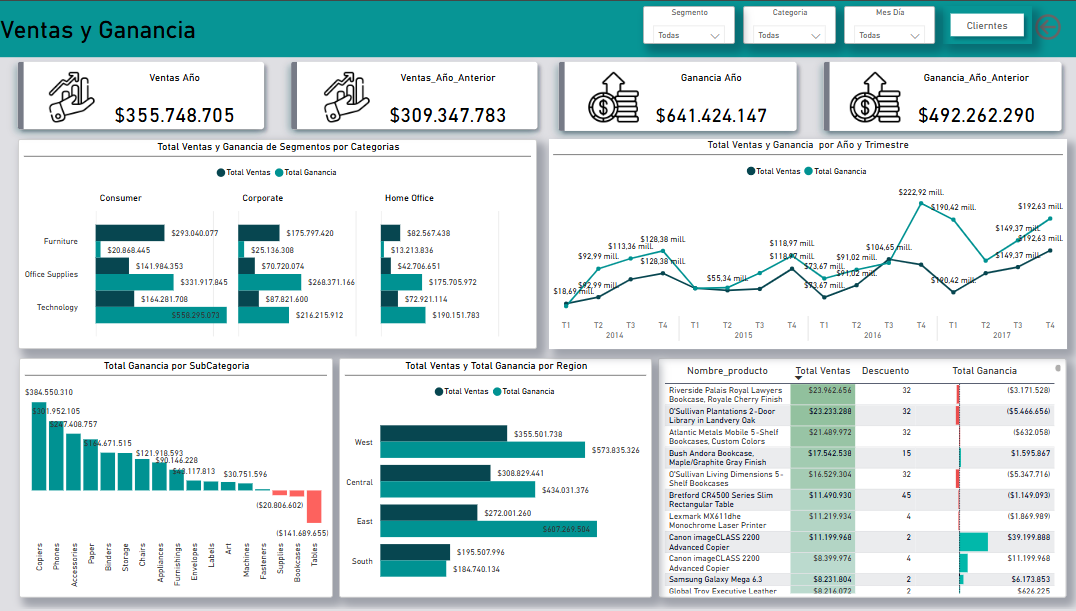 Ventas y Ganancia
Segmento
Todas
Categoria
Todas
Mes Día
Todas
Clientes
Ventas Año
$355.748.705
Ventas_Año_Anterior
$309.347.783
Ganancia Año
$641.424.147
Ganancia_Año_Anterior
$492.262.290
Total Ventas y Ganancia de Segmentos por Categorias
Total Ventas Total Ganancia
Consumer Corporate Home Office
Furniture
$293.040.077 $175.797.420 $82.567.438
$20.868.445 $25.136.308 $13.213.836
Office Supplies
$141.984.353 $70.720.074 $42.706.651
$331.917.845 $268.371.166 $175.705.972
Technology
$164.281.708 $87.821.600 $72.921.114
$558.295.073 $216.215.912 $190.151.783
Total Ventas y Ganancia por Año y Trimestre
Total Ventas Total Ganancia
$222,92 mill.
$190,42 mill.
$192,63 mill.
$128,38 mill.
$113,36 mill.
$118,97 mill.
$104,65 mill.
$149,37 mill.
$192,63 mill.
$92,99 mill.
$128,38 mill.
$118,97 mill.
$91,02 mill.
$149,37 mill.
$73,67 mill.
$91,02 mill.
$55,34 mill.
$18,69 mill.
$92,99 mill.
$73,67 mill.
$190,42 mill.
T1 T2 T3 T4 T1 T2 T3 T4 T1 T2 T3 T4 T1 T2 T3 T4
2014 2015 2016 2017
Total Ganancia por SubCategoria
$384.550.310
$301.952.105
$247.408.757
$184.671.515
$121.918.593
$90.146.228
$43.117.813
$30.751.596
($20.806.602)
($141.689.655)
Copiers
Phones
Accessories
Paper
Binders
Storage
Chairs
Appliances
Furnishings
Envelopes
Labels
Art
Machines
Fasteners
Supplies
Bookcases
Tables
Total Ventas y Total Ganancia por Region
Total Ventas Total Ganancia
West
$355.501.738
$573.835.326
Central
$308.829.441
$434.031.376
East
$272.001.260
$607.269.504
South
$195.507.996
$184.740.134
Nombre_producto Total Ventas Descuento Total Ganancia
Riverside Palais Royal Lawyers $23.962.656 32 ($3.171.528)
Bookcase, Royale Cherry Finish
O'Sullivan Plantations 2-Door $23.233.288 32 ($5.466.656)
Library in Landvery Oak
Atlantic Metals Mobile 5-Shelf $21.489.972 32 ($632.058)
Bookcases, Custom Colors
Bush Andora Bookcase, $17.542.538 15 $1.595.867
Maple/Graphite Gray Finish
O'Sullivan Living Dimensions 5- $16.529.304 32 ($5.347.716)
Shelf Bookcases
Bretford CR4500 Series Slim $11.490.930 45 ($1.149.093)
Rectangular Table
Lexmark MX611dhe $11.219.934 4 ($1.869.989)
Monochrome Laser Printer
Canon imageCLASS 2200 $11.199.968 2 $39.199.888
Advanced Copier
Canon imageCLASS 2200 $8.399.976 4 $11.199.968
Advanced Copier
Samsung Galaxy Mega 6.3 $8.231.804 2 $6.173.853
Global Troy Executive Leather $8.216.072 2 $626.225